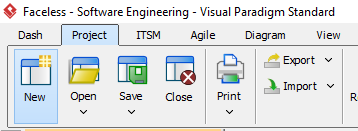 Faceless - Software Engineering - Visual Paradigm Standard
Dash Project ITSM Agile Diagram View
New Open Save Close Print Export
Import